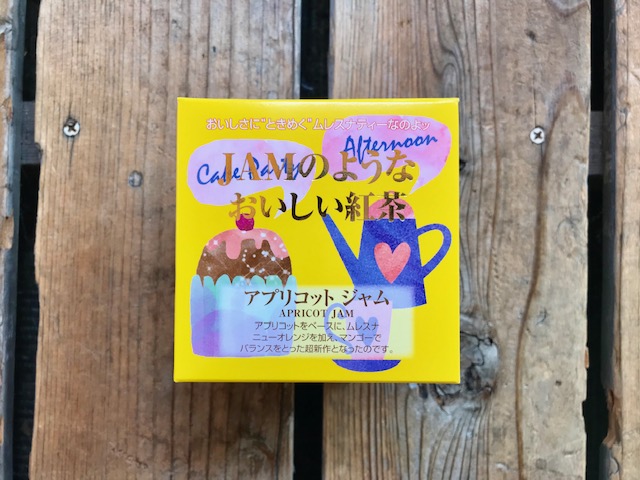 おいしさに"ときめく"ムレスナティーなのよッ
Afternoon
JAMのような
おいしい紅茶
アプリコット ジャム
APRICOT JAM
アプリコットをベースに、ムレスナ
ニューオレンジを加え、マンゴーで
バランスをとった超新作となったのです。